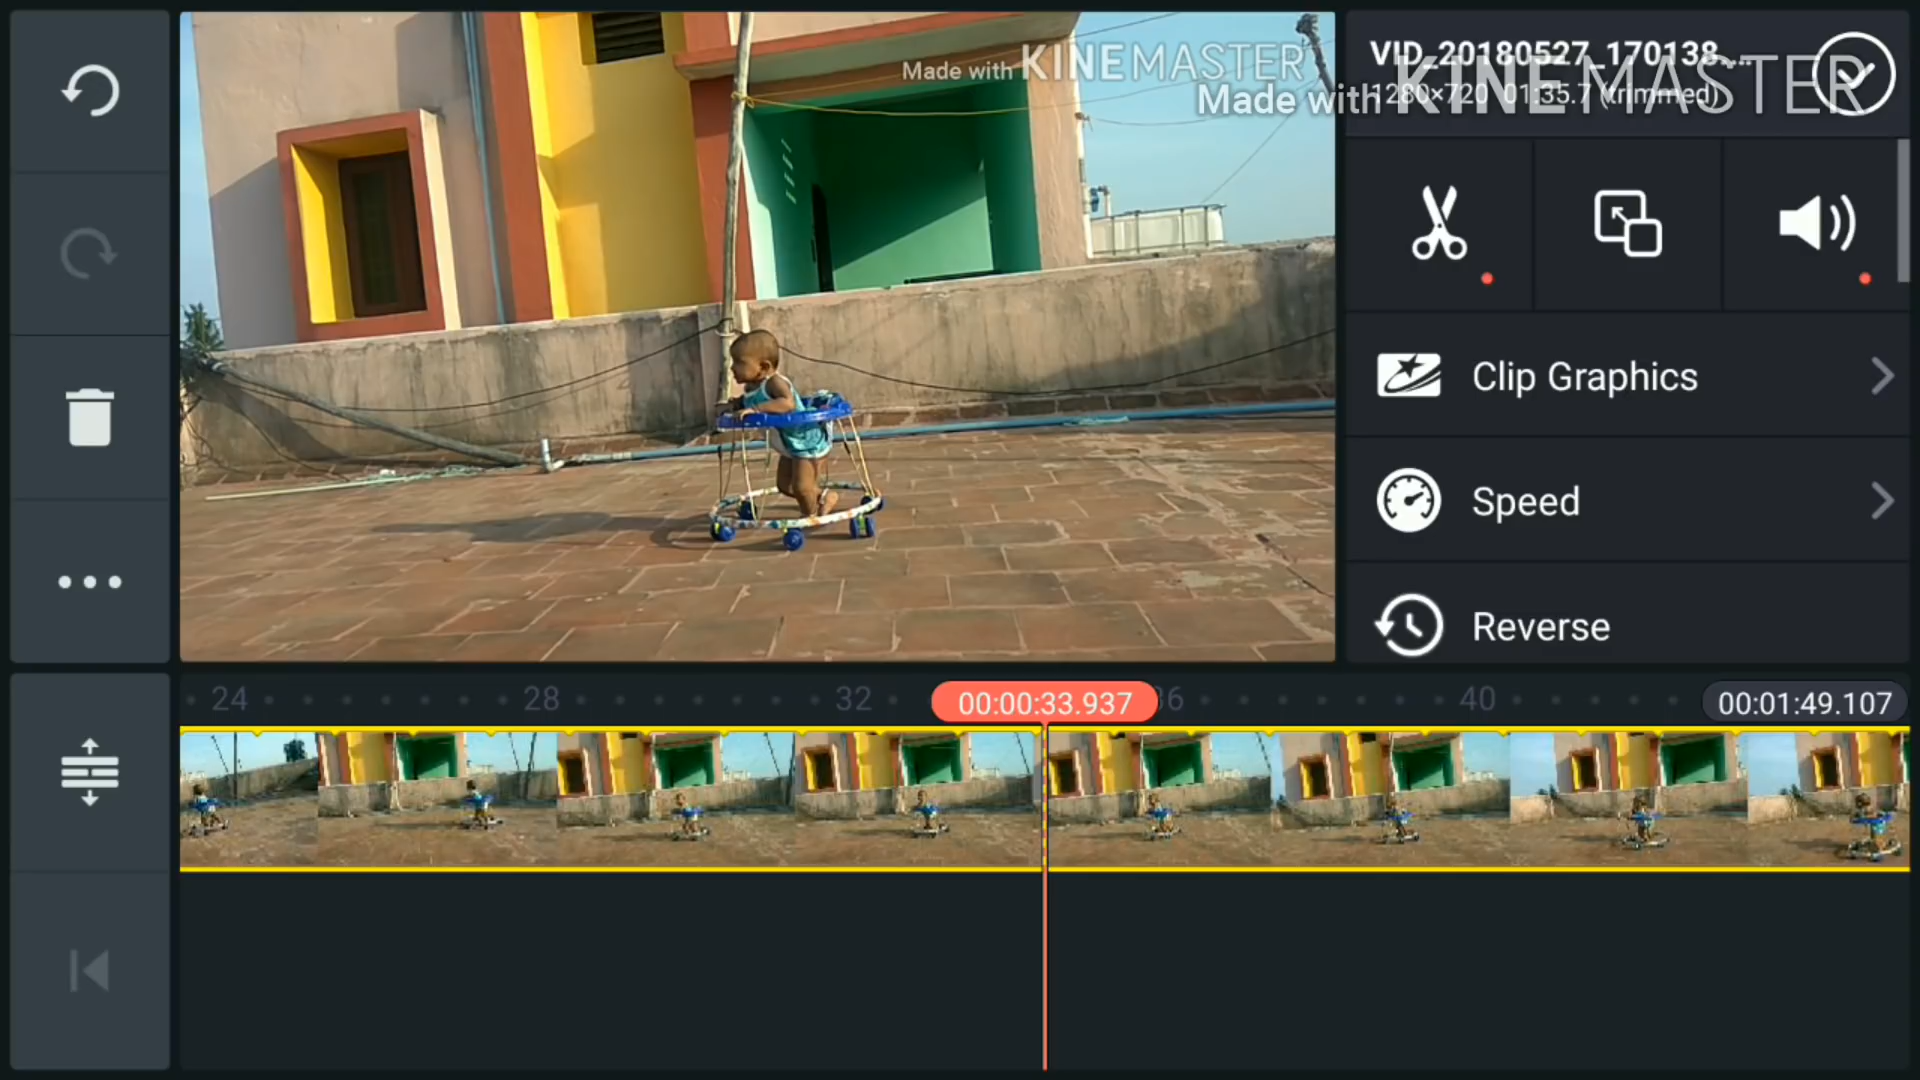 Made with KINEMASTER
VID_20180527_170138...
Made with KINEMASTER
1280×720 01:35.7 (trimmed)
Clip Graphics
Speed
Reverse
24 28 32 00:00:33.937 36 40 00:01:49.107